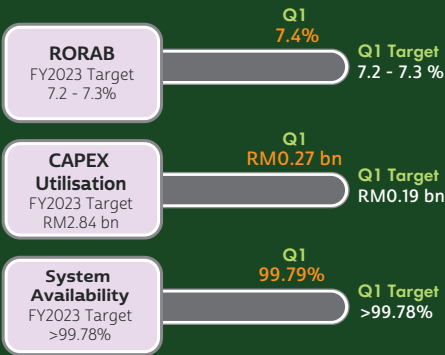 Q1
7.4%
RORAB
FY2023 Target
7.2 - 7.3%
Q1 Target
7.2 - 7.3 %
Q1
RM0.27 bn
CAPEX
Utilisation
FY2023 Target
RM2.84 bn
Q1 Target
RM0.19 bn
Q1
99.79%
System
Availability
FY2023 Target
>99.78%
Q1 Target
>99.78%